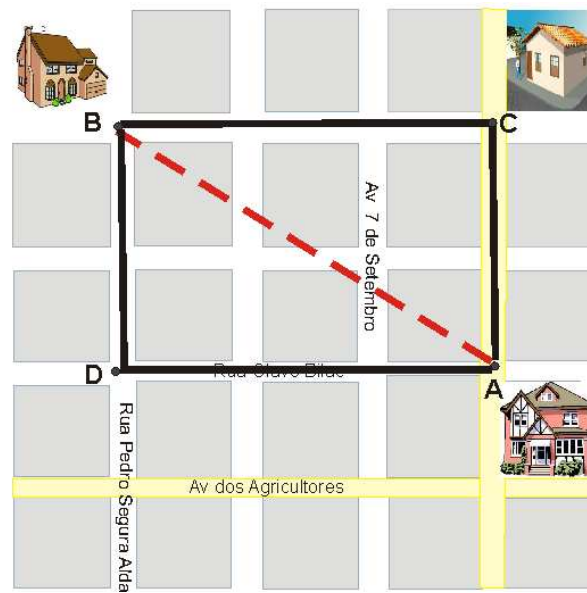 B
C
Av 7 de Setembro
D
Rua Olavo Bilac
A
Rua Pedro Segura Alda
Av dos Agricultores